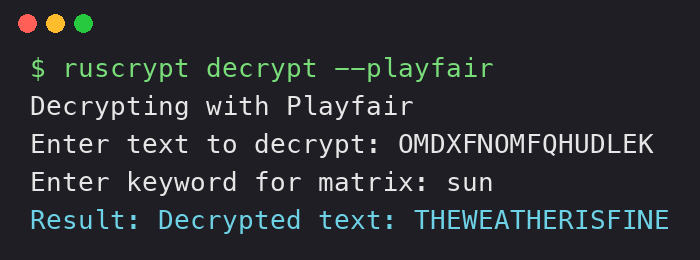 $ ruscrypt decrypt --playfair
Decrypting with Playfair
Enter text to decrypt: OMDXFNOMFQHUDLEK
Enter keyword for matrix: sun
Result: Decrypted text: THEWEATHERISFINE